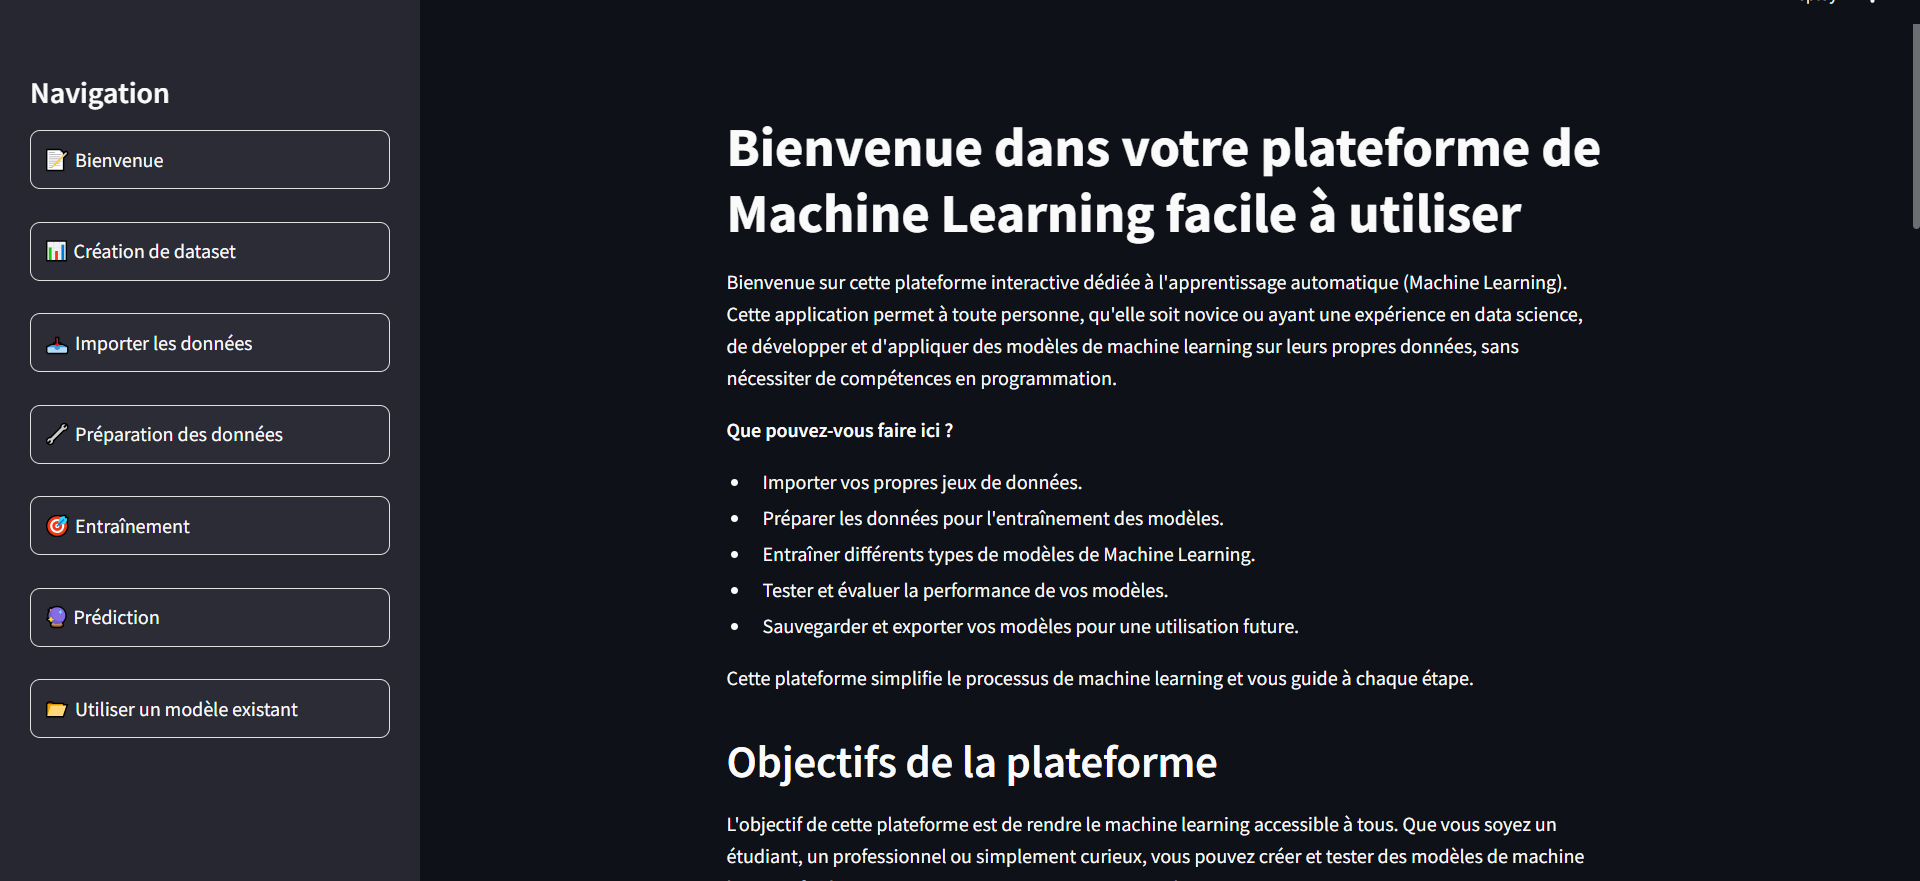 Navigation
Bienvenue
Création de dataset
Importer les données
Préparation des données
Entraînement
Prédiction
Utiliser un modèle existant
Bienvenue dans votre plateforme de
Machine Learning facile à utiliser
Bienvenue sur cette plateforme interactive dédiée à l'apprentissage automatique (Machine Learning).
Cette application permet à toute personne, qu'elle soit novice ou ayant une expérience en data science,
de développer et d'appliquer des modèles de machine learning sur leurs propres données, sans
nécessiter de compétences en programmation.
Que pouvez-vous faire ici ?
• Importer vos propres jeux de données.
• Préparer les données pour l'entraînement des modèles.
• Entraîner différents types de modèles de Machine Learning.
• Tester et évaluer la performance de vos modèles.
• Sauvegarder et exporter vos modèles pour une utilisation future.
Cette plateforme simplifie le processus de machine learning et vous guide à chaque étape.
Objectifs de la plateforme
L'objectif de cette plateforme est de rendre le machine learning accessible à tous. Que vous soyez un
étudiant, un professionnel ou simplement curieux, vous pouvez créer et tester des modèles de machine